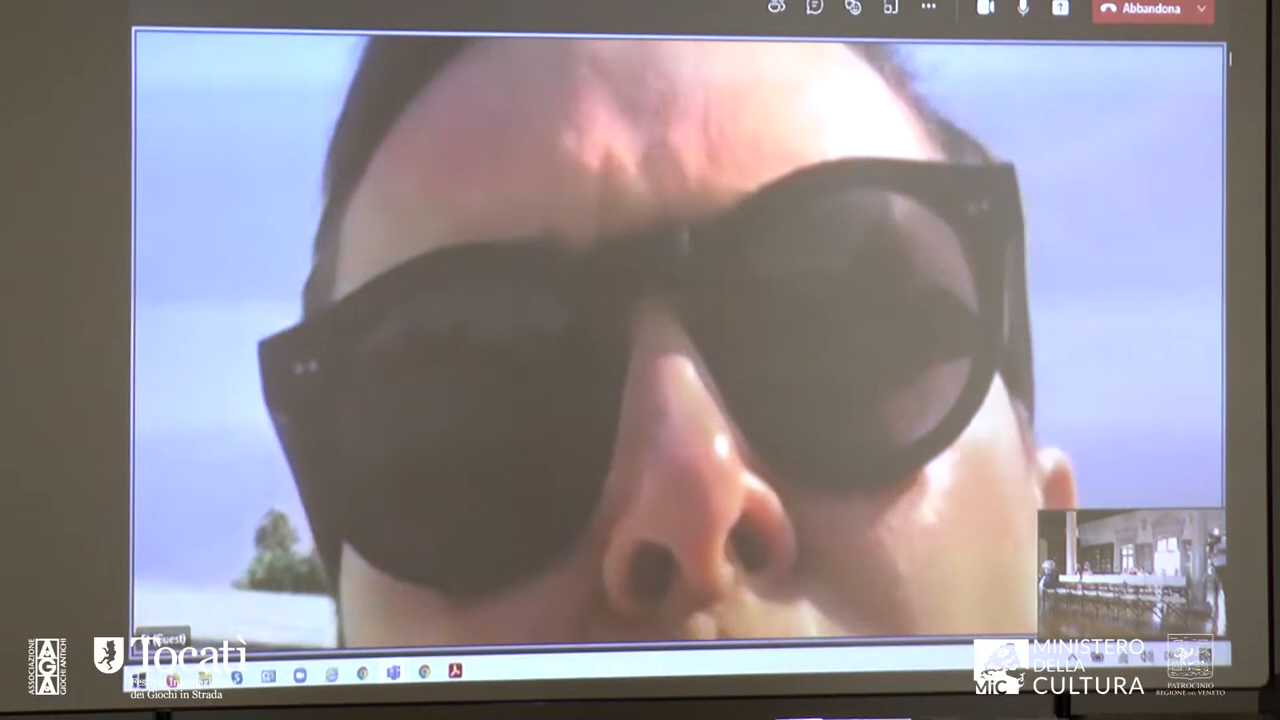 Abbandona
(Guest)
ASSOCIAZIONE
GIOCHI ANTICHI
AGA
Tocatì
dei Giochi in Strada
MiC
MINISTERO
DELLA
CULTURA
PATROCINIO
REGIONE DEL VENETO